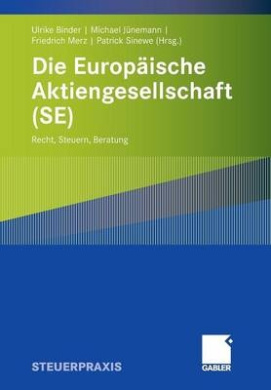 Ulrike Binder | Michael Jünemann
Friedrich Merz | Patrick Sinewe (Hrsg.)
Die Europäische
Aktiengesellschaft
(SE)
Recht, Steuern, Beratung
STEUERPRAXIS
GABLER